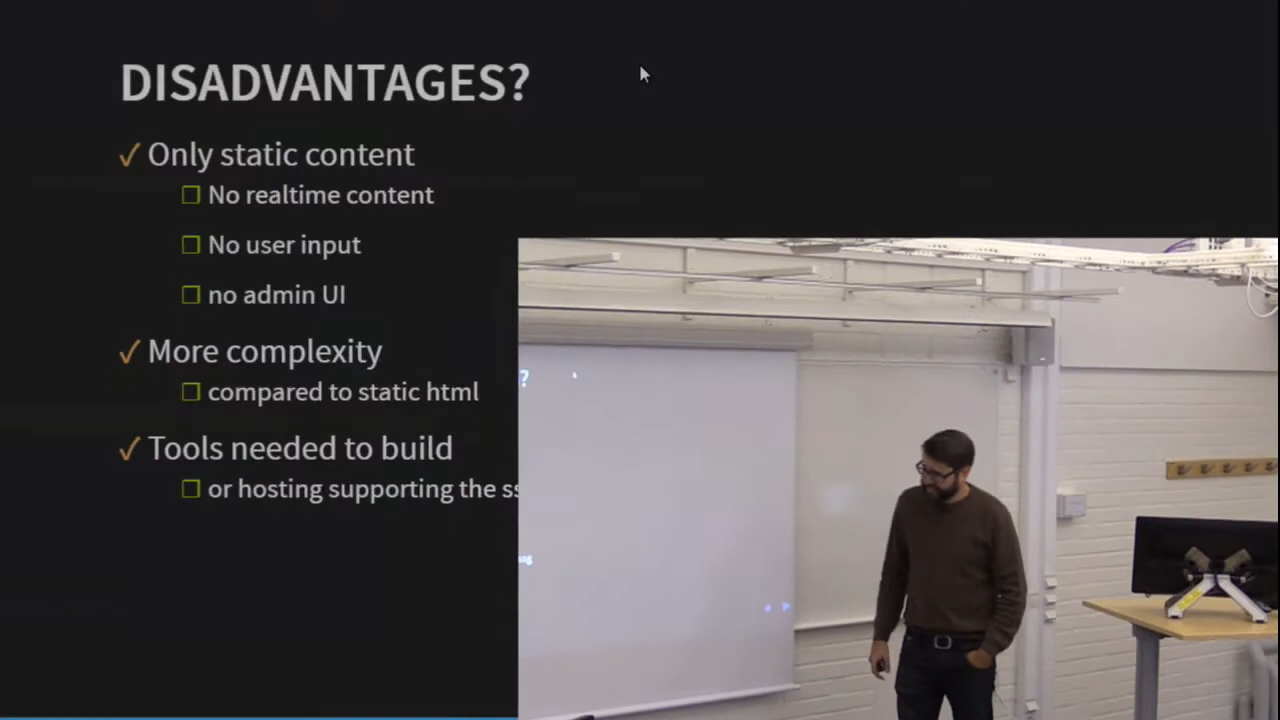 DISADVANTAGES?
Only static content
No realtime content
No user input
no admin UI
More complexity
compared to static html
Tools needed to build
or hosting supporting the
?